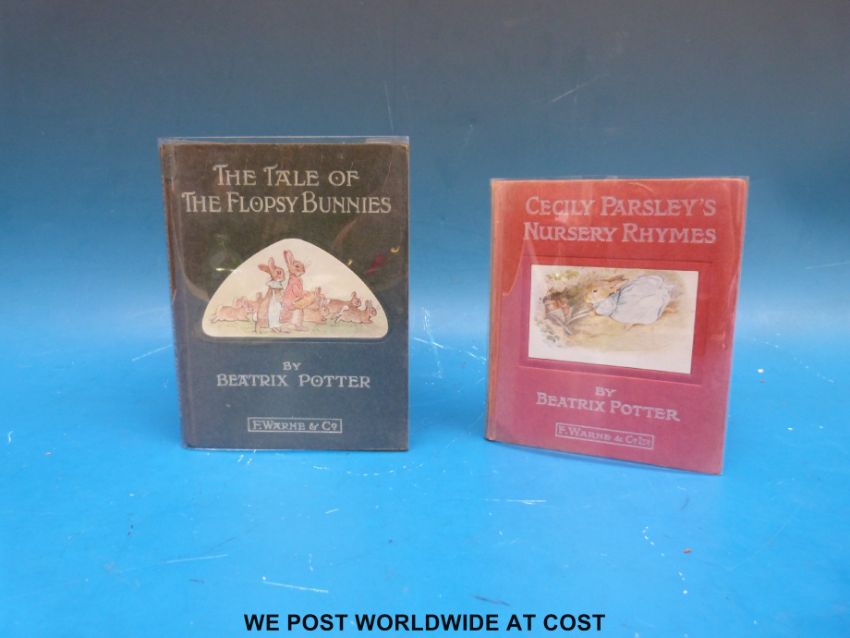 THE TALE OF
THE FLOPSY BUNNIES
BY
BEATRIX POTTER
F. WARNE & Co
CECILY PARSLEY'S
NURSERY RHYMES
BY
BEATRIX POTTER
F. WARNE & Co LTD
WE POST WORLDWIDE AT COST